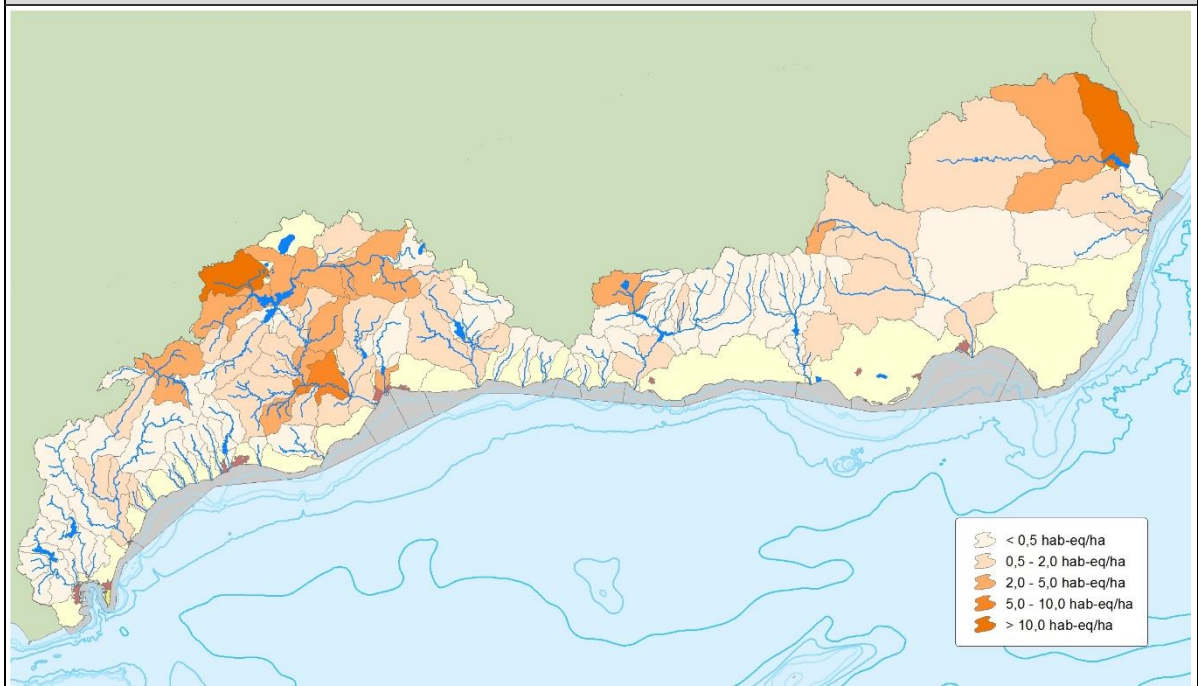 < 0,5 hab-eq/ha
0,5 - 2,0 hab-eq/ha
2,0 - 5,0 hab-eq/ha
5,0 - 10,0 hab-eq/ha
> 10,0 hab-eq/ha